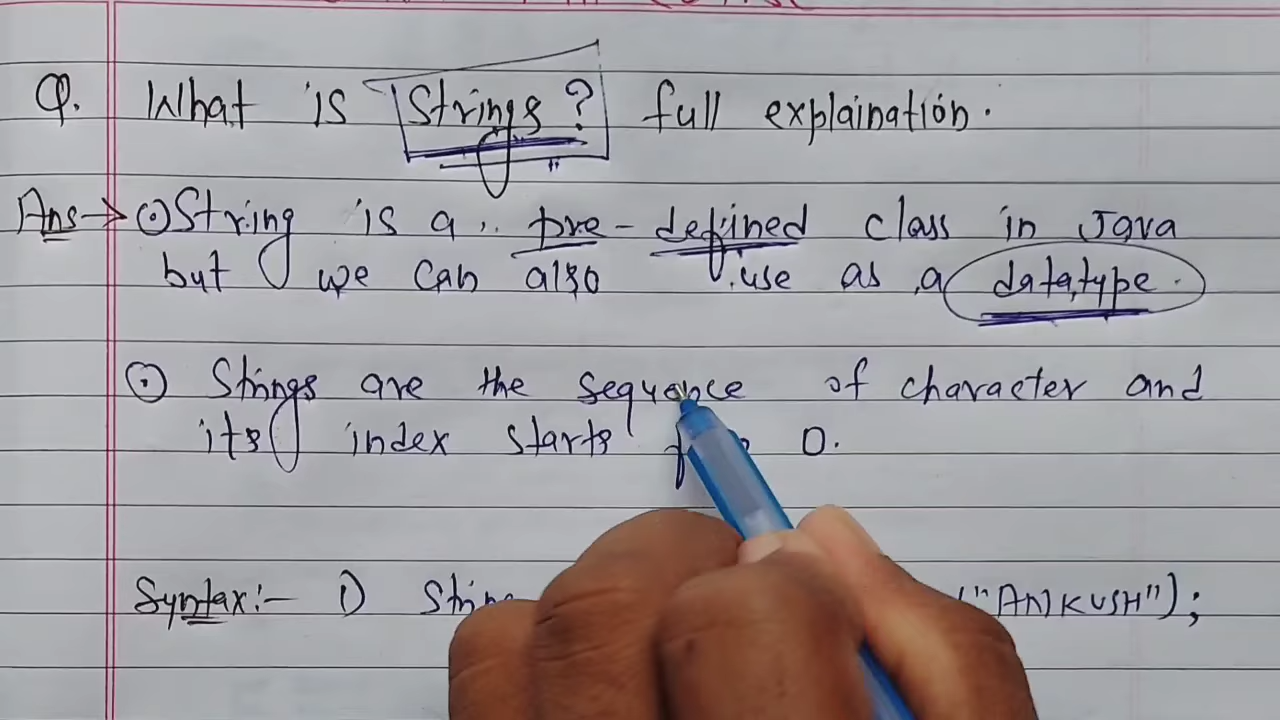 Q. What is Strings? full explaination.
Ans → String is a pre-defined class in Java
but we can also use as a datatype.
Strings are the sequence of character and
its index starts 0.
Syntax:- 1) String ("ANKUSH");